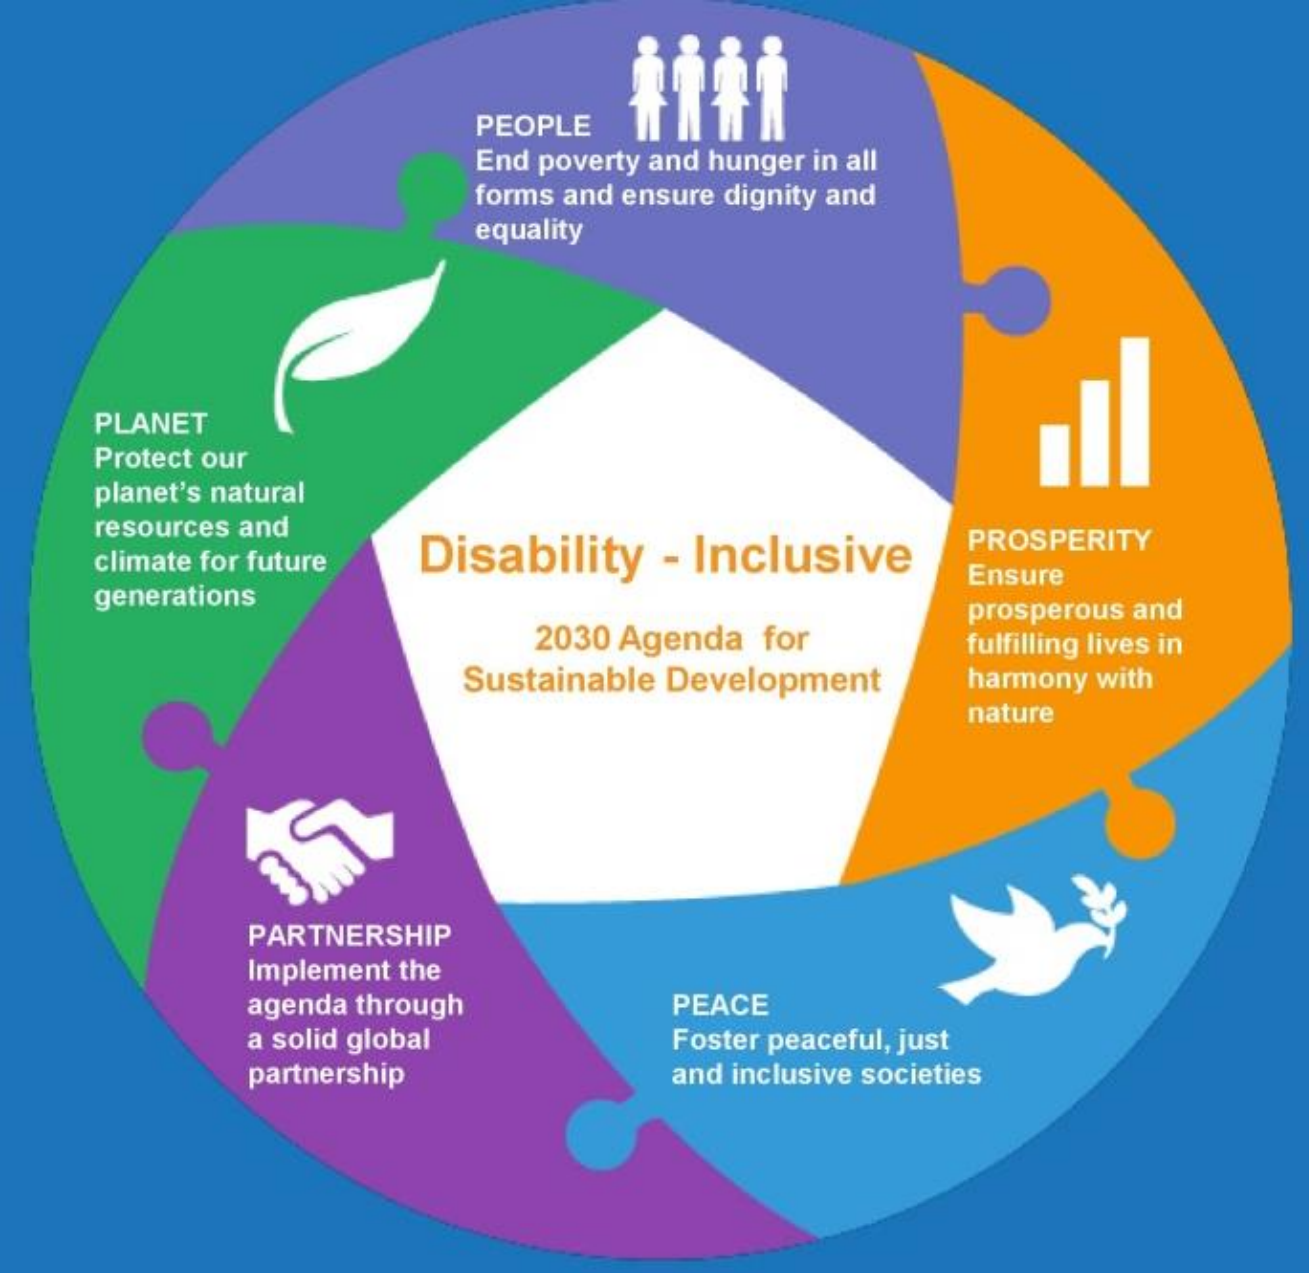 PEOPLE
End poverty and hunger in all
forms and ensure dignity and
equality
PROSPERITY
Ensure
prosperous and
fulfilling lives in
harmony with
nature
PEACE
Foster peaceful, just
and inclusive societies
PARTNERSHIP
Implement the
agenda through
a solid global
partnership
PLANET
Protect our
planet's natural
resources and
climate for future
generations
Disability - Inclusive
2030 Agenda for
Sustainable Development